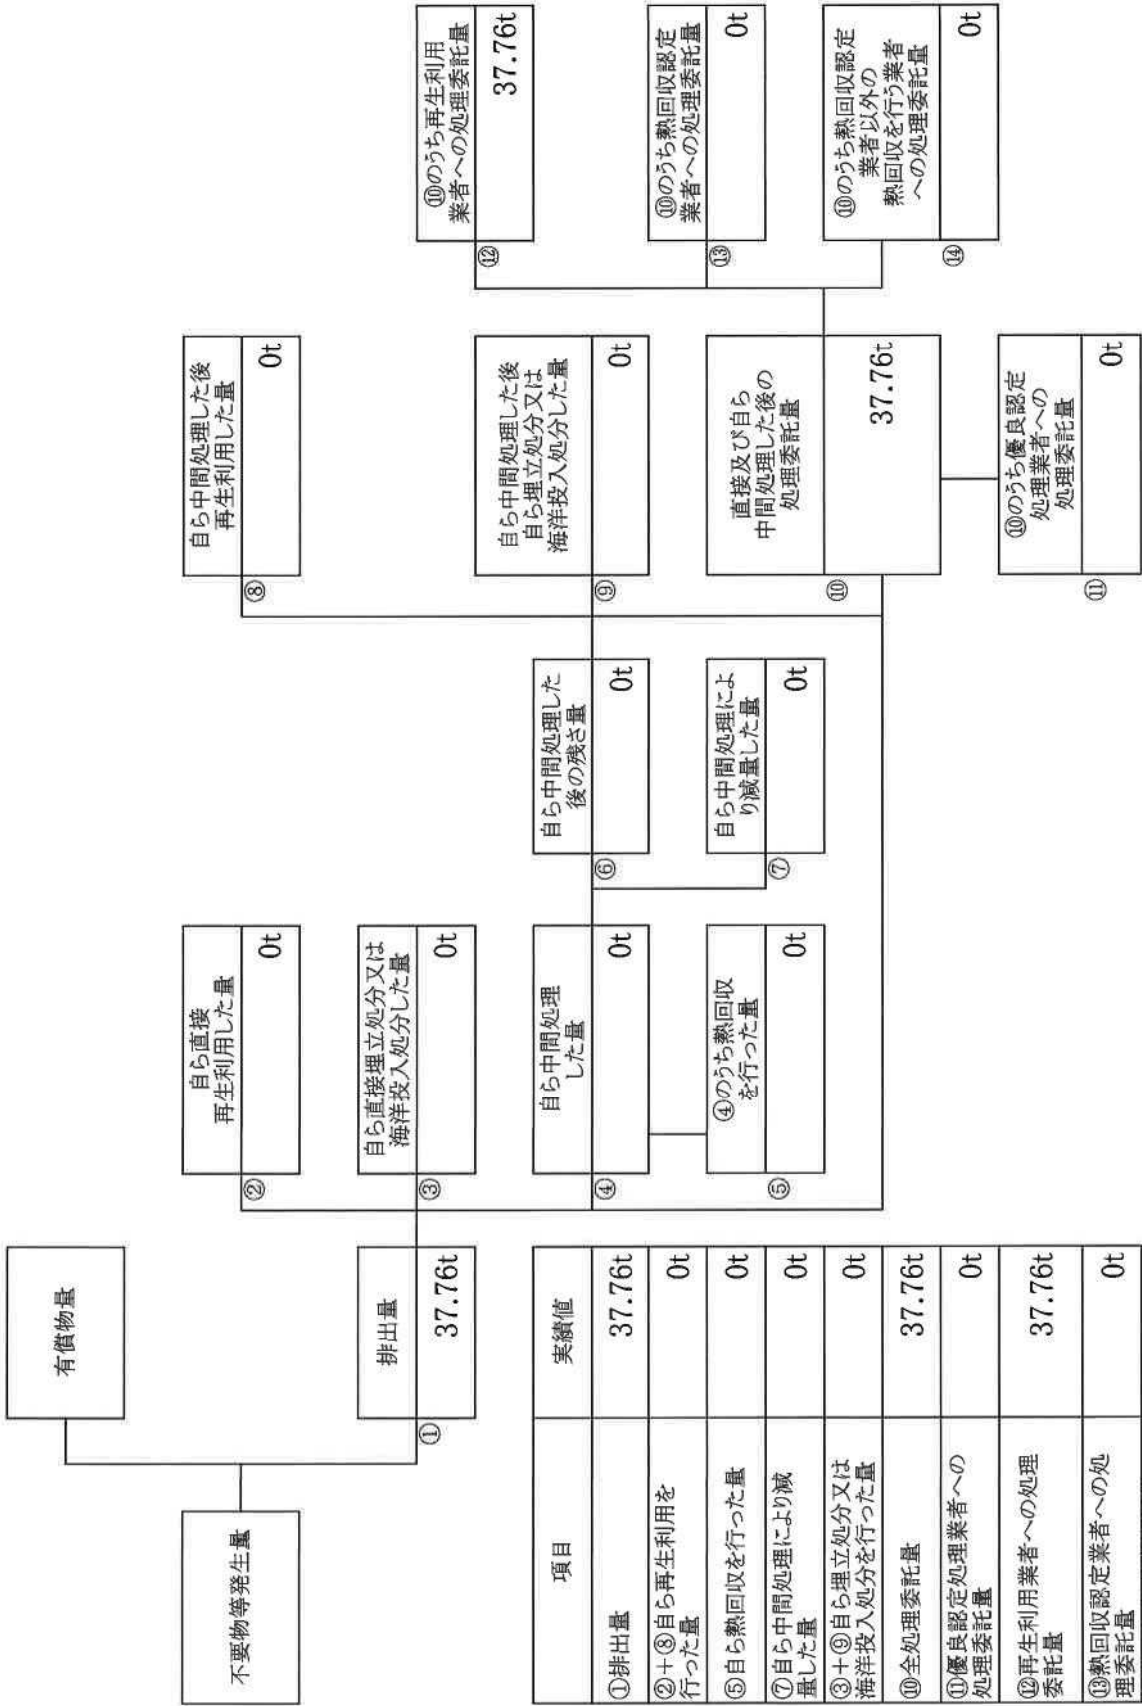 不要物等発生量
有償物量
①
排出量
37.76t
②
自ら直接
再生利用した量
0t
③
自ら直接埋立処分又は
海洋投入処分した量
0t
④
自ら中間処理
した量
0t
⑤
④のうち熱回収
を行った量
0t
⑥
自ら中間処理した
後の残さ量
0t
⑦
自ら中間処理によ
り減量した量
0t
⑧
自ら中間処理した後
再生利用した量
0t
⑨
自ら中間処理した後
自ら埋立処分又は
海洋投入処分した量
0t
⑩
直接及び自ら
中間処理した後の
処理委託量
37.76t
⑪
⑩のうち優良認定
処理業者への
処理委託量
0t
⑫
⑩のうち再生利用
業者への処理委託量
37.76t
⑬
⑩のうち熱回収認定
業者への処理委託量
0t
⑭
⑩のうち熱回収認定
業者以外の
熱回収を行う業者
への処理委託量
0t
項目 実績値
①排出量 37.76t
②+⑧自ら再生利用を
行った量 0t
⑤自ら熱回収を行った量 0t
⑦自ら中間処理により減
量した量 0t
③+⑨自ら埋立処分又は
海洋投入処分を行った量 0t
⑩全処理委託量 37.76t
⑪優良認定処理業者への
処理委託量 0t
⑫再生利用業者への処理
委託量 37.76t
⑬熱回収認定業者への処
理委託量 0t